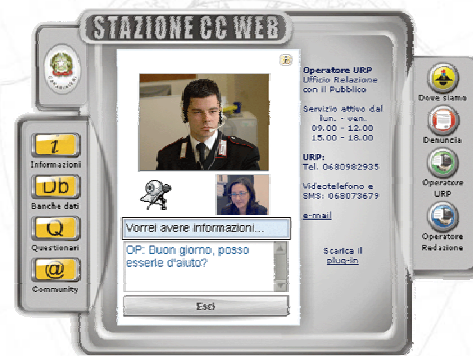 STAZIONE CC WEB
Operatore URP
Ufficio Relazione
con il Pubblico
Servizio attivo dal
lun. - ven.
09.00 - 12.00
15.00 - 18.00
URP:
Tel. 0680982935
Videotelefono e
SMS: 068073679
e-mail
Scarica il
plug-in
Informazioni
Db
Banche dati
Q
Questionari
@
Community
Vorrei avere informazioni...
OP: Buon giorno, posso
esserle d'aiuto?
Esci
Dove siamo
Denuncia
Operatore
URP
Operatore
Redazione